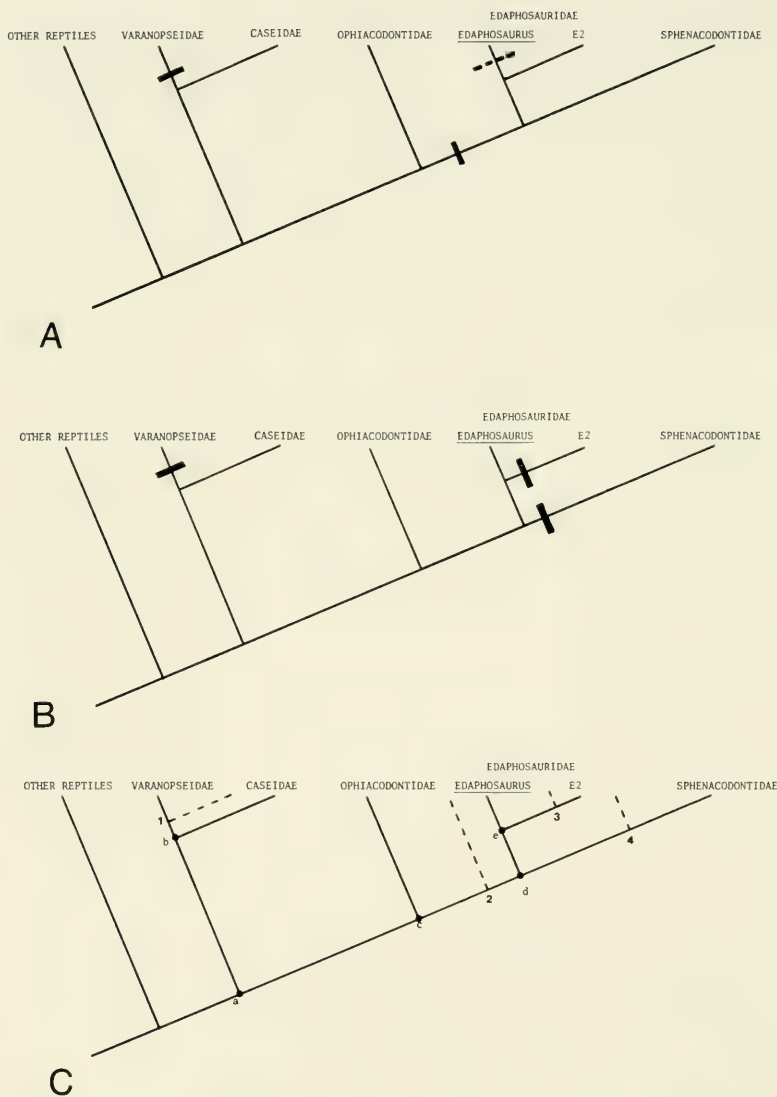 EDAPHOSAURIDAE
OTHER REPTILES VARANOPSEIDAE CASEIDAE OPHIACODONTIDAE EDAPHOSAURUS E2 SPHENACODONTIDAE
A
EDAPHOSAURIDAE
OTHER REPTILES VARANOPSEIDAE CASEIDAE OPHIACODONTIDAE EDAPHOSAURUS E2 SPHENACODONTIDAE
B
EDAPHOSAURIDAE
OTHER REPTILES VARANOPSEIDAE CASEIDAE OPHIACODONTIDAE EDAPHOSAURUS E2 SPHENACODONTIDAE
1 3
b e 4
2 d
c
a
C